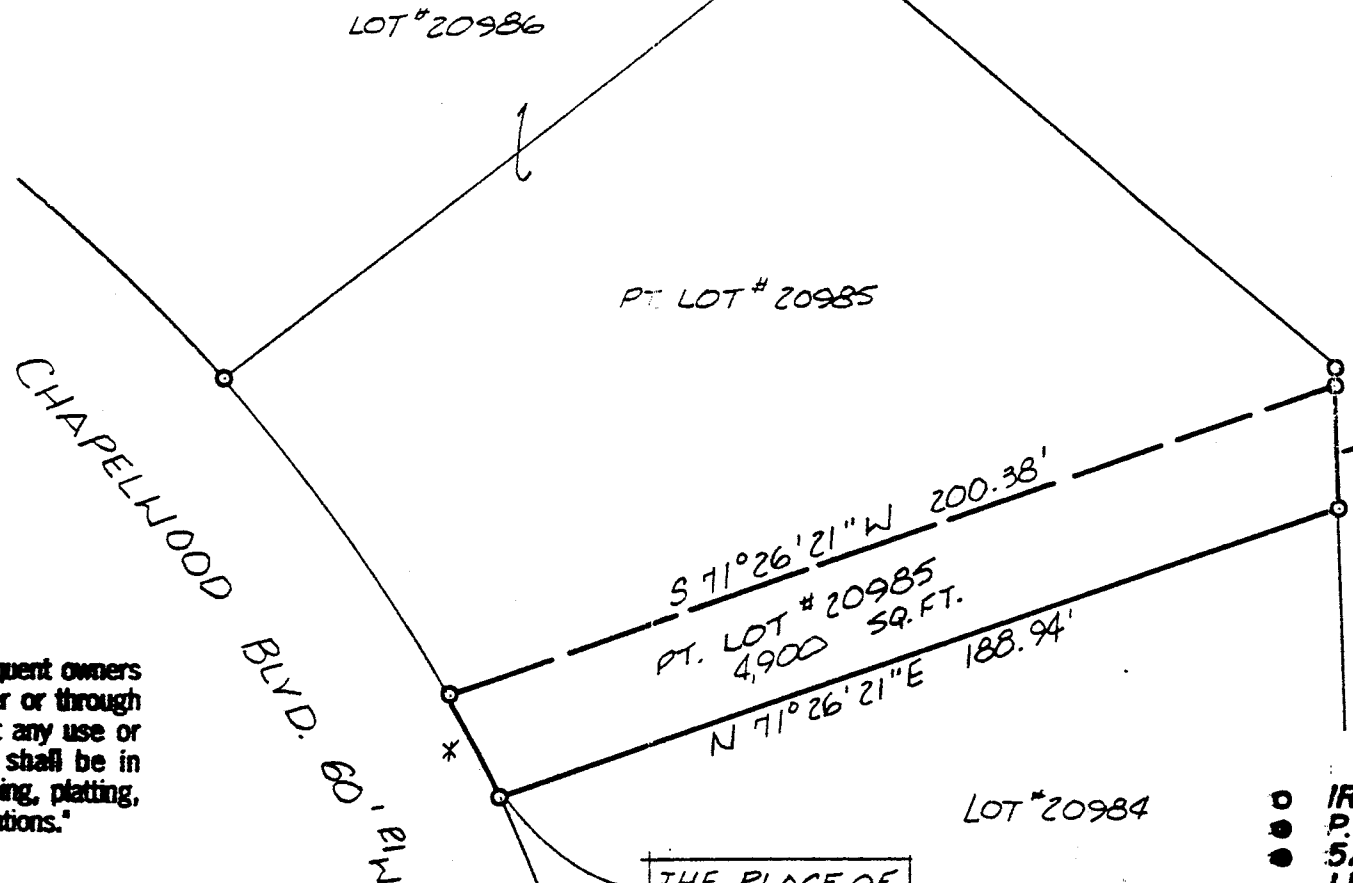 LOT #20986
PT. LOT # 20985
CHAPELWOOD BLVD. 60' R/W
S 71°26'21" W 200.38'
PT. LOT # 20985
4,900 SQ.FT.
N 71°26'21" E 188.94'
*
quent owners
r or through
any use or
shall be in
ing, platting,
tions."
LOT #20984
THE PLACE OF
P.